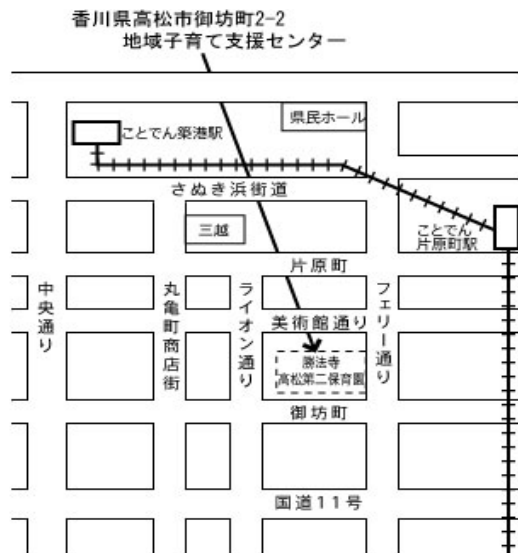 香川県高松市御坊町2-2
地域子育て支援センター
県民ホール
ことでん築港駅
さぬき浜街道
三越
ことでん
片原町駅
片原町
中央通り
丸亀町商店街
ライオン通り
フェリー通り
美術館通り
勝法寺
高松第二保育園
御坊町
国道11号